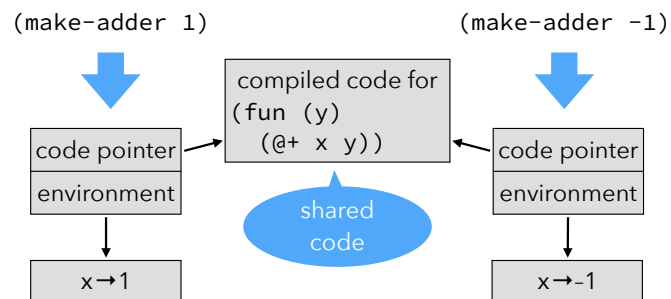 (make-adder 1)
(make-adder -1)
compiled code for
(fun (y)
(@+ x y))
code pointer
environment
code pointer
environment
shared
code
x→1
x→-1